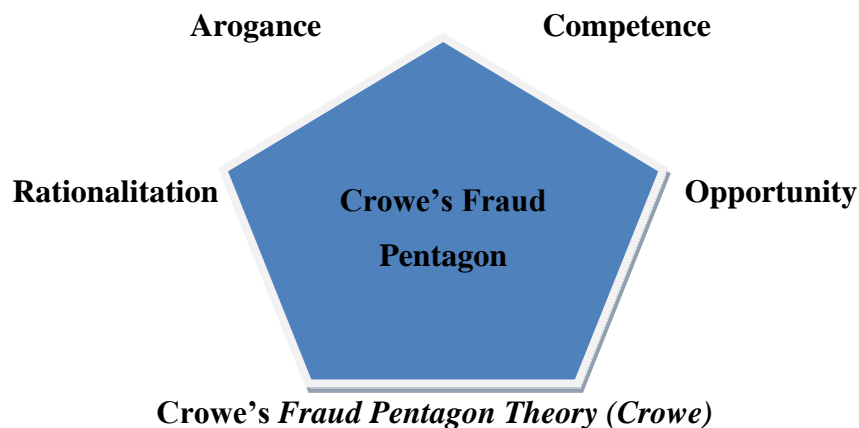 Arogance Competence
Rationalitation Opportunity
Crowe's Fraud
Pentagon
Crowe's Fraud Pentagon Theory (Crowe)